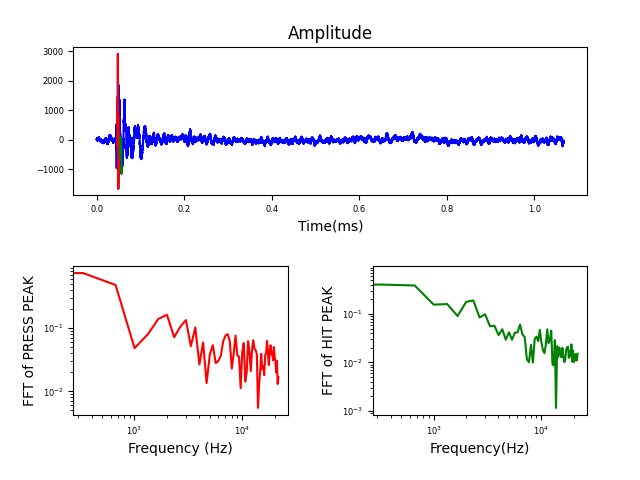 Amplitude
3000
2000
1000
0
−1000
0.0 0.2 0.4 0.6 0.8 1.0
Time(ms)
FFT of PRESS PEAK
10⁻¹
10⁻²
10³ 10⁴
Frequency (Hz)
FFT of HIT PEAK
10⁻¹
10⁻²
10⁻³
10³ 10⁴
Frequency(Hz)